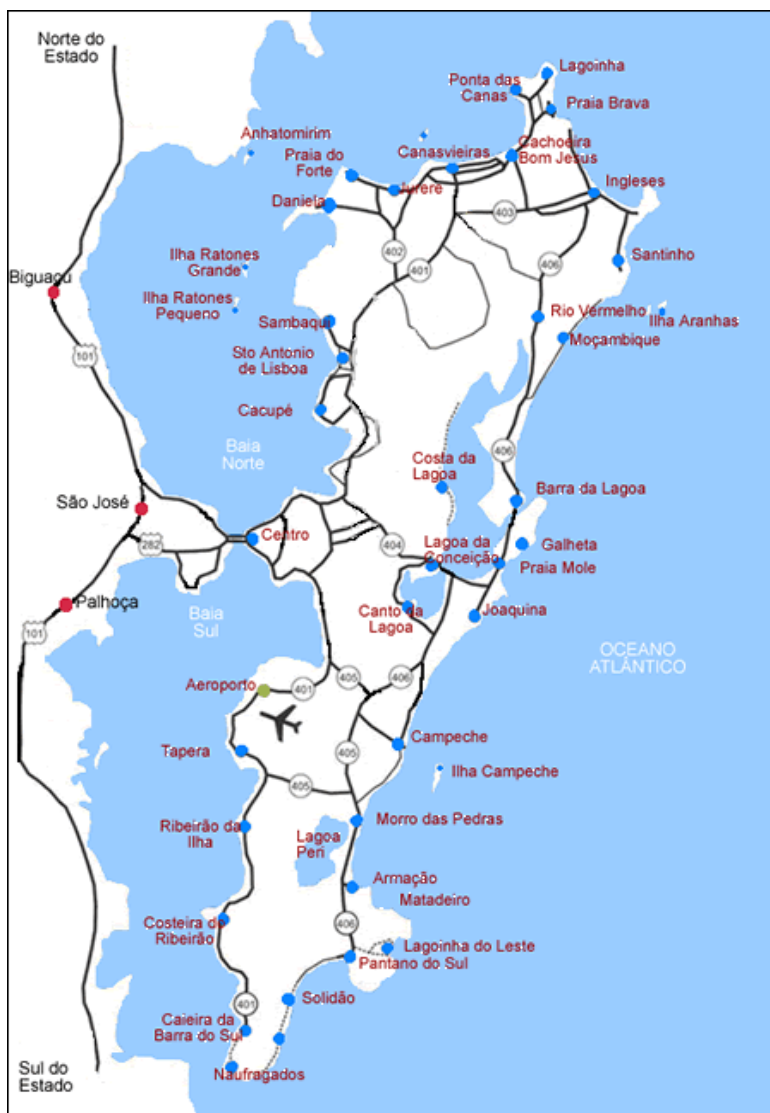 Norte do
Estado
Lagoinha
Ponta das
Canas
Praia Brava
Anhatomirim
Canasvieiras
Cachoeira
Bom Jesus
Praia do
Forte
Jurere
Ingleses
Daniela
403
402
401
406
Santinho
Ilha Ratones
Grande
Biguaçu
Ilha Ratones
Pequeno
Rio Vermelho
Ilha Aranhas
Sambaqui
Moçambique
101
Sto Antonio
de Lisboa
Cacupé
Baia
Norte
406
Costa da
Lagoa
São José
Barra da Lagoa
282
Centro
404
Lagoa da
Conceição
Galheta
Praia Mole
Palhoça
Baia
Sul
Canto da
Lagoa
Joaquina
101
OCEANO
ATLÂNTICO
Aeroporto
401
405
406
Campeche
Tapera
405
Ilha Campeche
405
Ribeirão da
Ilha
Lagoa
Peri
Morro das Pedras
Armação
Matadeiro
Costeira do
Ribeirão
406
Lagoinha do Leste
Pantano do Sul
Solidão
401
Caieira da
Barra do Sul
Sul do
Estado
Naufragados